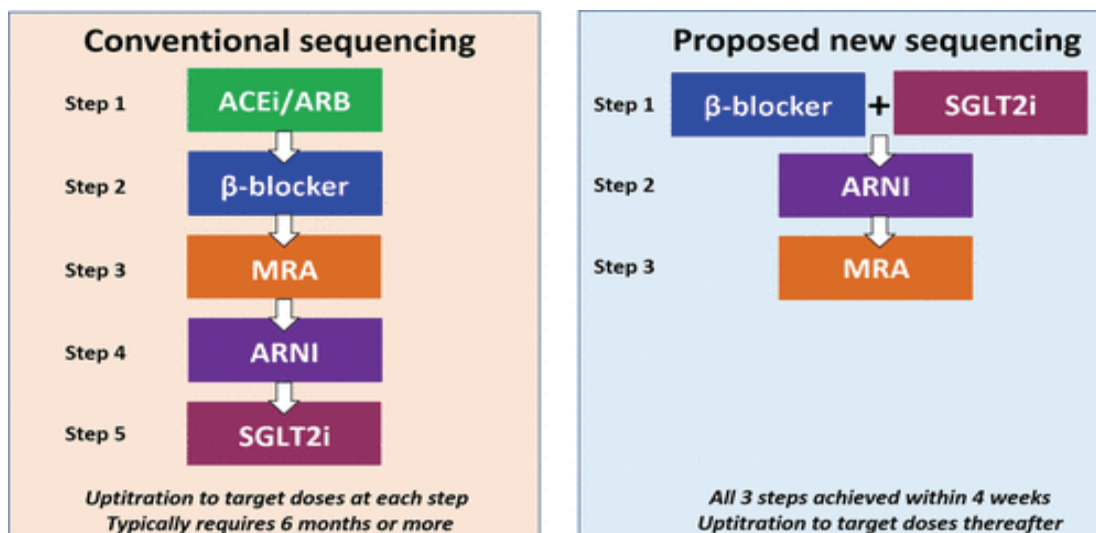 Conventional sequencing
Step 1
ACEi/ARB
Step 2
β-blocker
Step 3
MRA
Step 4
ARNI
Step 5
SGLT2i
Uptitration to target doses at each step
Typically requires 6 months or more
Proposed new sequencing
Step 1
β-blocker + SGLT2i
Step 2
ARNI
Step 3
MRA
All 3 steps achieved within 4 weeks
Uptitration to target doses thereafter